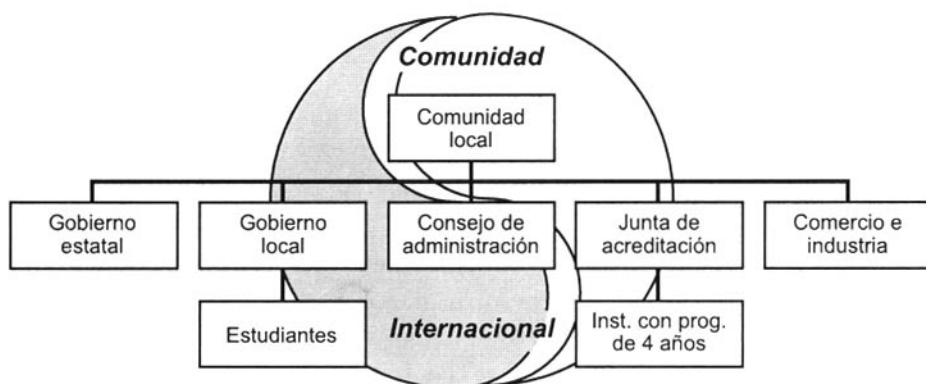 Comunidad
Comunidad
local
Gobierno
estatal
Gobierno
local
Consejo de
administración
Junta de
acreditación
Comercio e
industria
Estudiantes
Internacional
Inst. con prog.
de 4 años